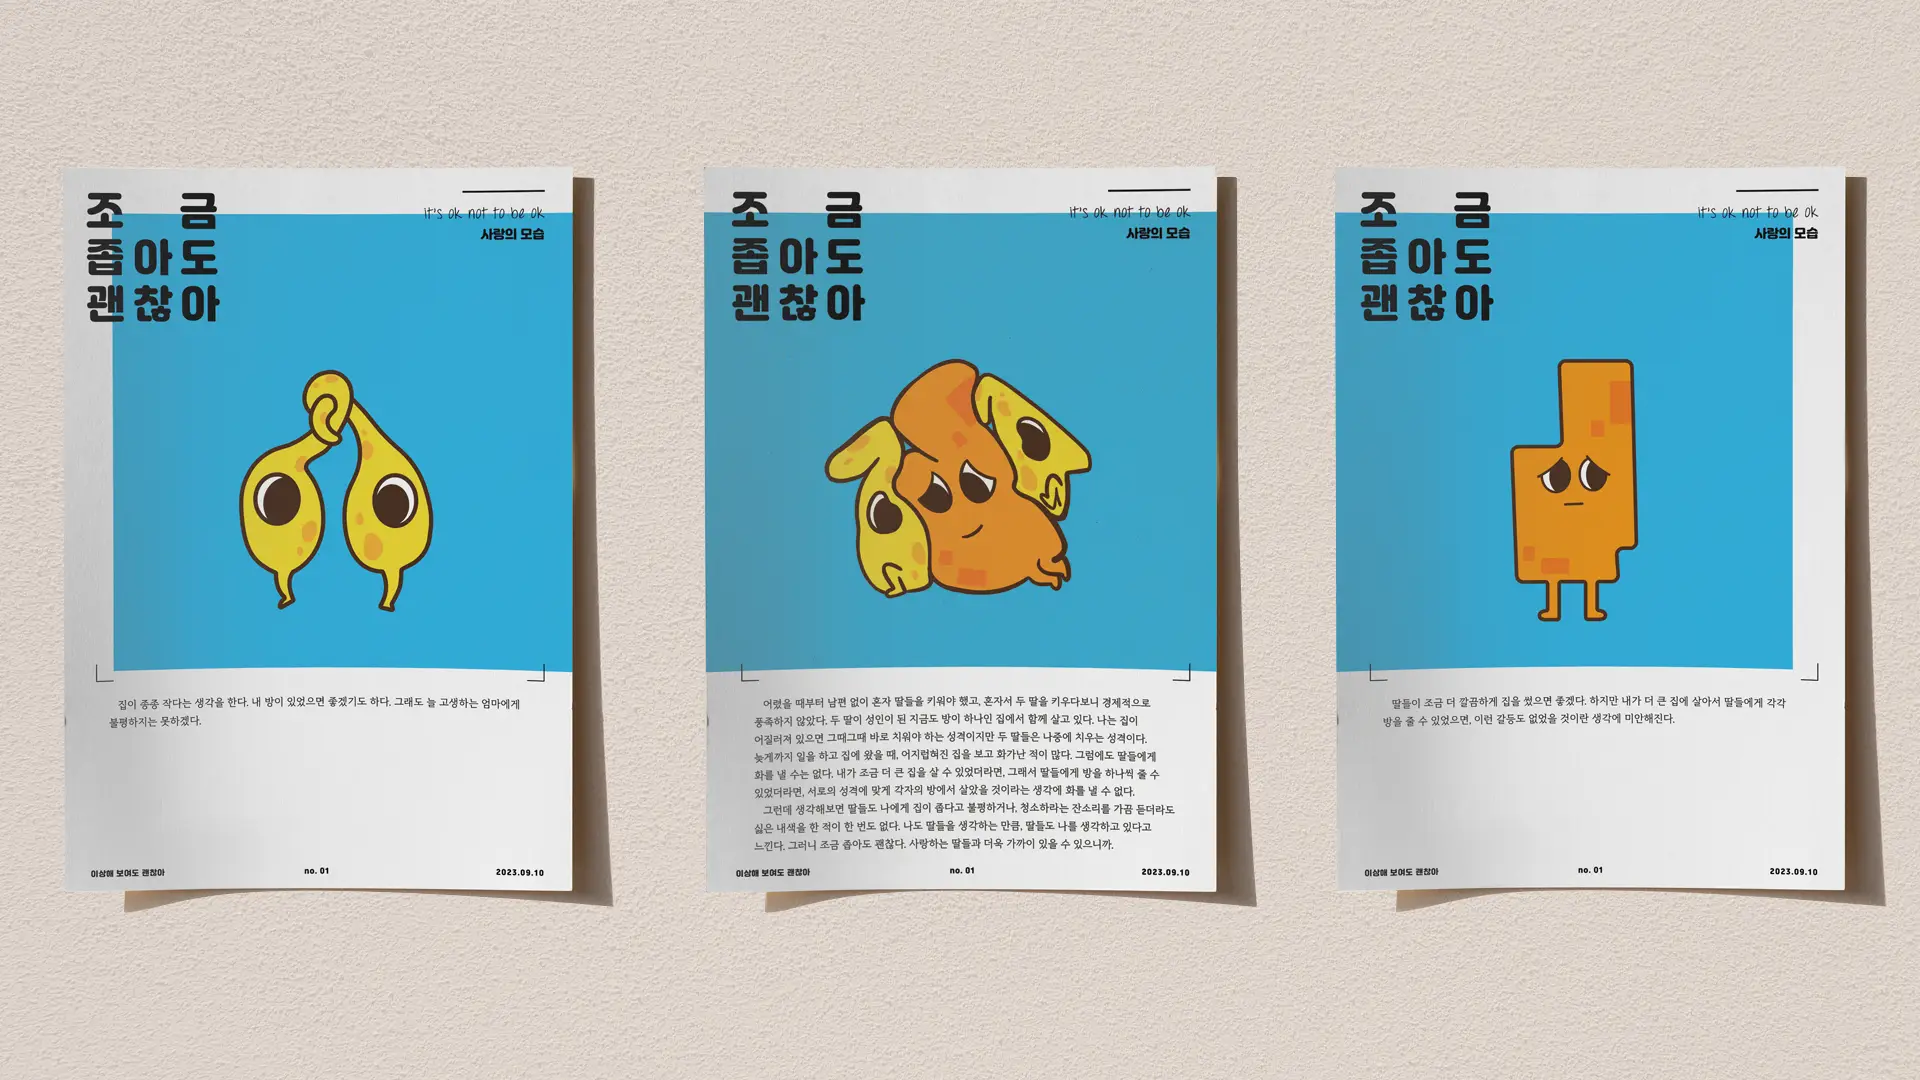 조 금
좁아도
괜찮아
it's ok not to be ok
사랑의 모습
집이 종종 작다는 생각을 한다. 내 방이 있었으면 좋겠기도 하다. 그래도 늘 고생하는 엄마에게
불평하지는 못하겠다.
이상해 보여도 괜찮아
no. 01
2023.09.10
조 금
좁아도
괜찮아
it's ok not to be ok
사랑의 모습
어렸을 때부터 남편 없이 혼자 딸들을 키워야 했고, 혼자서 두 딸을 키우다보니 경제적으로
풍족하지 않았다. 두 딸이 성인이 된 지금도 방이 하나인 집에서 함께 살고 있다. 나는 집이
어질러져 있으면 그때그때 바로 치워야 하는 성격이지만 두 딸들은 나중에 치우는 성격이다.
늦게까지 일을 하고 집에 왔을 때, 어지럽혀진 집을 보고 화가난 적이 많다. 그럼에도 딸들에게
화를 낼 수는 없다. 내가 조금 더 큰 집을 살 수 있었더라면, 그래서 딸들에게 방을 하나씩 줄 수
있었더라면, 서로의 성격에 맞게 각자의 방에서 살았을 것이라는 생각에 화를 낼 수 없다.
그런데 생각해보면 딸들도 나에게 집이 좁다고 불평하거나, 청소하라는 잔소리를 가끔 듣더라도
싫은 내색을 한 적이 한 번도 없다. 나도 딸들을 생각하는 만큼, 딸들도 나를 생각하고 있다고
느낀다. 그러니 조금 좁아도 괜찮다. 사랑하는 딸들과 더욱 가까이 있을 수 있으니까.
이상해 보여도 괜찮아
no. 01
2023.09.10
조 금
좁아도
괜찮아
it's ok not to be ok
사랑의 모습
딸들이 조금 더 깔끔하게 집을 썼으면 좋겠다. 하지만 내가 더 큰 집에 살아서 딸들에게 각각
방을 줄 수 있었으면, 이런 갈등도 없었을 것이란 생각에 미안해진다.
이상해 보여도 괜찮아
no. 01
2023.09.10